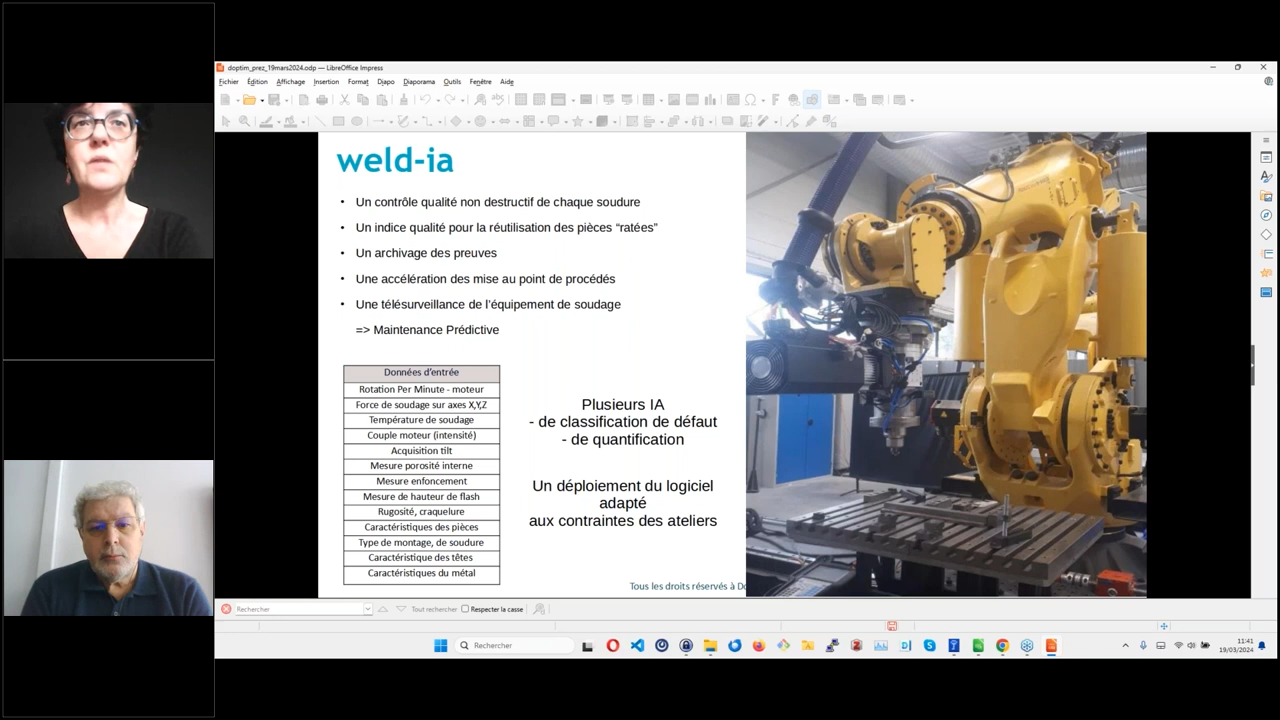 doptim_prez_19mars2024.odp — LibreOffice Impress
Fichier Édition Affichage Insertion Format Diapo Diaporama Outils Fenêtre Aide
weld-ia
• Un contrôle qualité non destructif de chaque soudure
• Un indice qualité pour la réutilisation des pièces “ratées”
• Un archivage des preuves
• Une accélération des mise au point de procédés
• Une télésurveillance de l’équipement de soudage
=> Maintenance Prédictive
Données d’entrée
Rotation Per Minute - moteur
Force de soudage sur axes X,Y,Z
Température de soudage
Couple moteur (intensité)
Acquisition tilt
Mesure porosité interne
Mesure enfoncement
Mesure de hauteur de flash
Rugosité, craquelure
Caractéristiques des pièces
Type de montage, de soudure
Caractéristique des têtes
Caractéristiques du métal
Plusieurs IA
- de classification de défaut
- de quantification
Un déploiement du logiciel
adapté
aux contraintes des ateliers
Tous les droits réservés à Do
Rechercher Tout rechercher Respecter la casse
Rechercher
11:41
19/03/2024